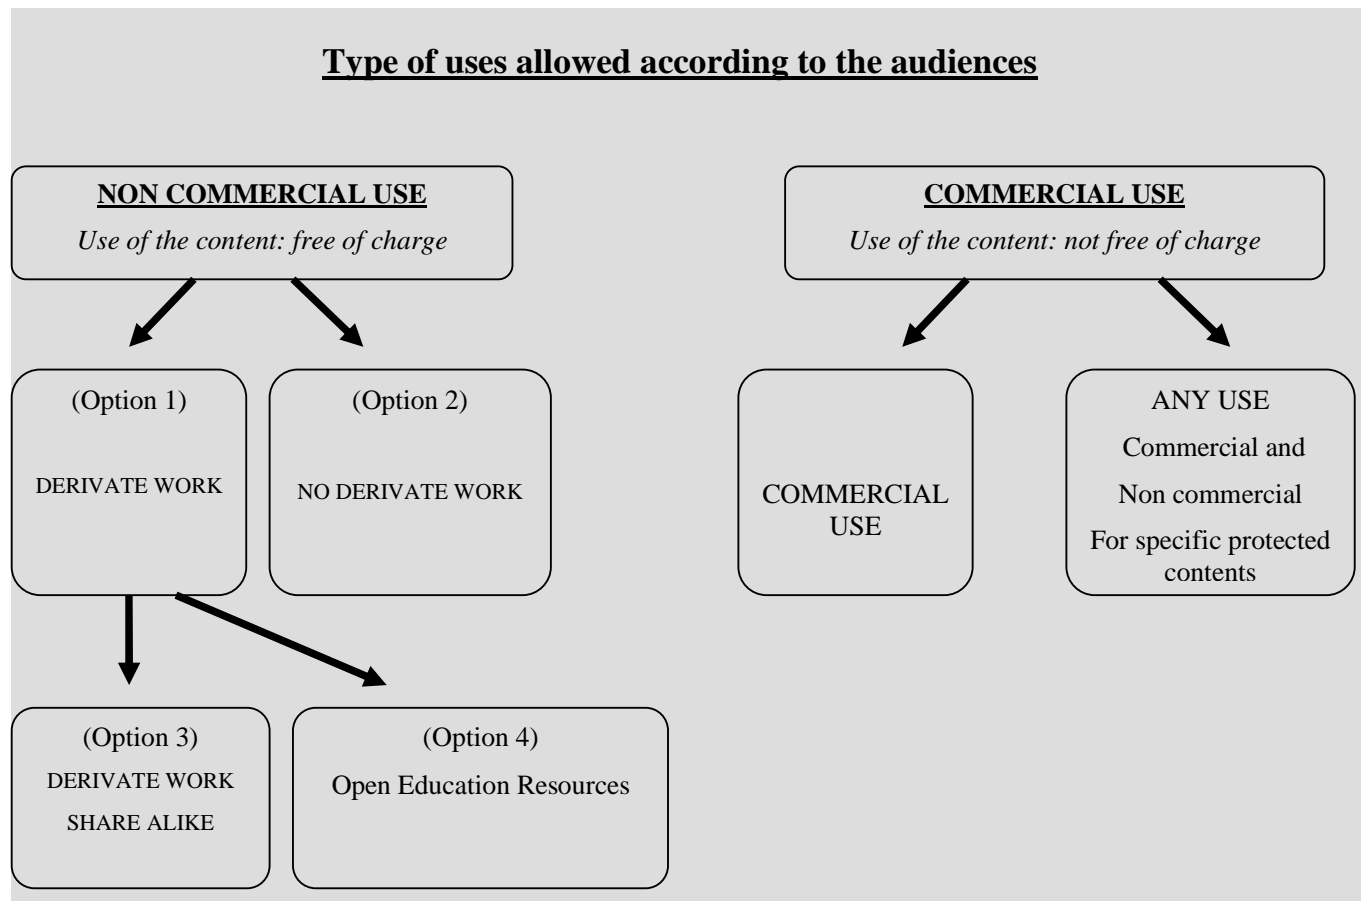 Type of uses allowed according to the audiences
NON COMMERCIAL USE
Use of the content: free of charge
COMMERCIAL USE
Use of the content: not free of charge
(Option 1)
DERIVATE WORK
(Option 2)
NO DERIVATE WORK
COMMERCIAL
USE
ANY USE
Commercial and
Non commercial
For specific protected
contents
(Option 3)
DERIVATE WORK
SHARE ALIKE
(Option 4)
Open Education Resources